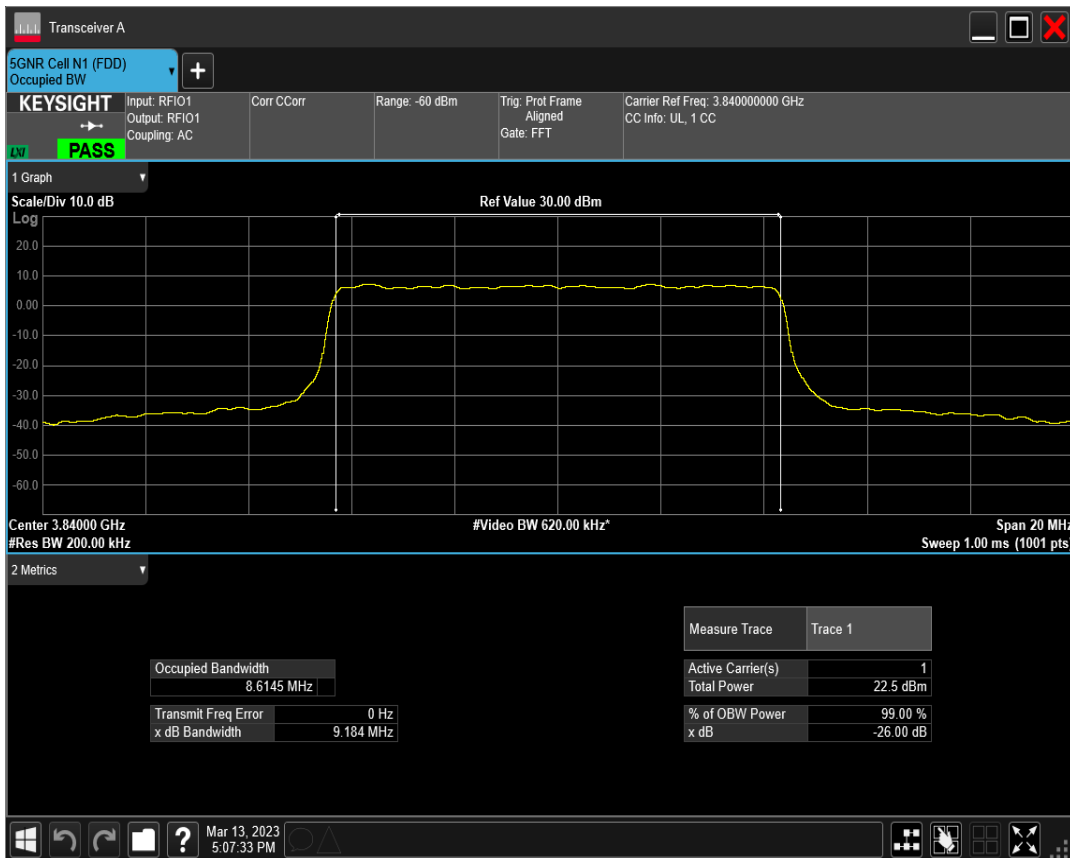 Transceiver A
5GNR Cell N1 (FDD)
Occupied BW
KEYSIGHT
LXI
PASS
Input: RFIO1
Output: RFIO1
Coupling: AC
Corr CCorr
Range: -60 dBm
Trig: Prot Frame
Aligned
Gate: FFT
Carrier Ref Freq: 3.840000000 GHz
CC Info: UL, 1 CC
1 Graph
Scale/Div 10.0 dB
Ref Value 30.00 dBm
Log
20.0
10.0
0.00
-10.0
-20.0
-30.0
-40.0
-50.0
-60.0
Center 3.84000 GHz
#Video BW 620.00 kHz*
Span 20 MHz
#Res BW 200.00 kHz
Sweep 1.00 ms (1001 pts)
2 Metrics
Measure Trace Trace 1
Occupied Bandwidth
8.6145 MHz
Active Carrier(s) 1
Total Power 22.5 dBm
Transmit Freq Error 0 Hz
x dB Bandwidth 9.184 MHz
% of OBW Power 99.00 %
x dB -26.00 dB
?
Mar 13, 2023
5:07:33 PM